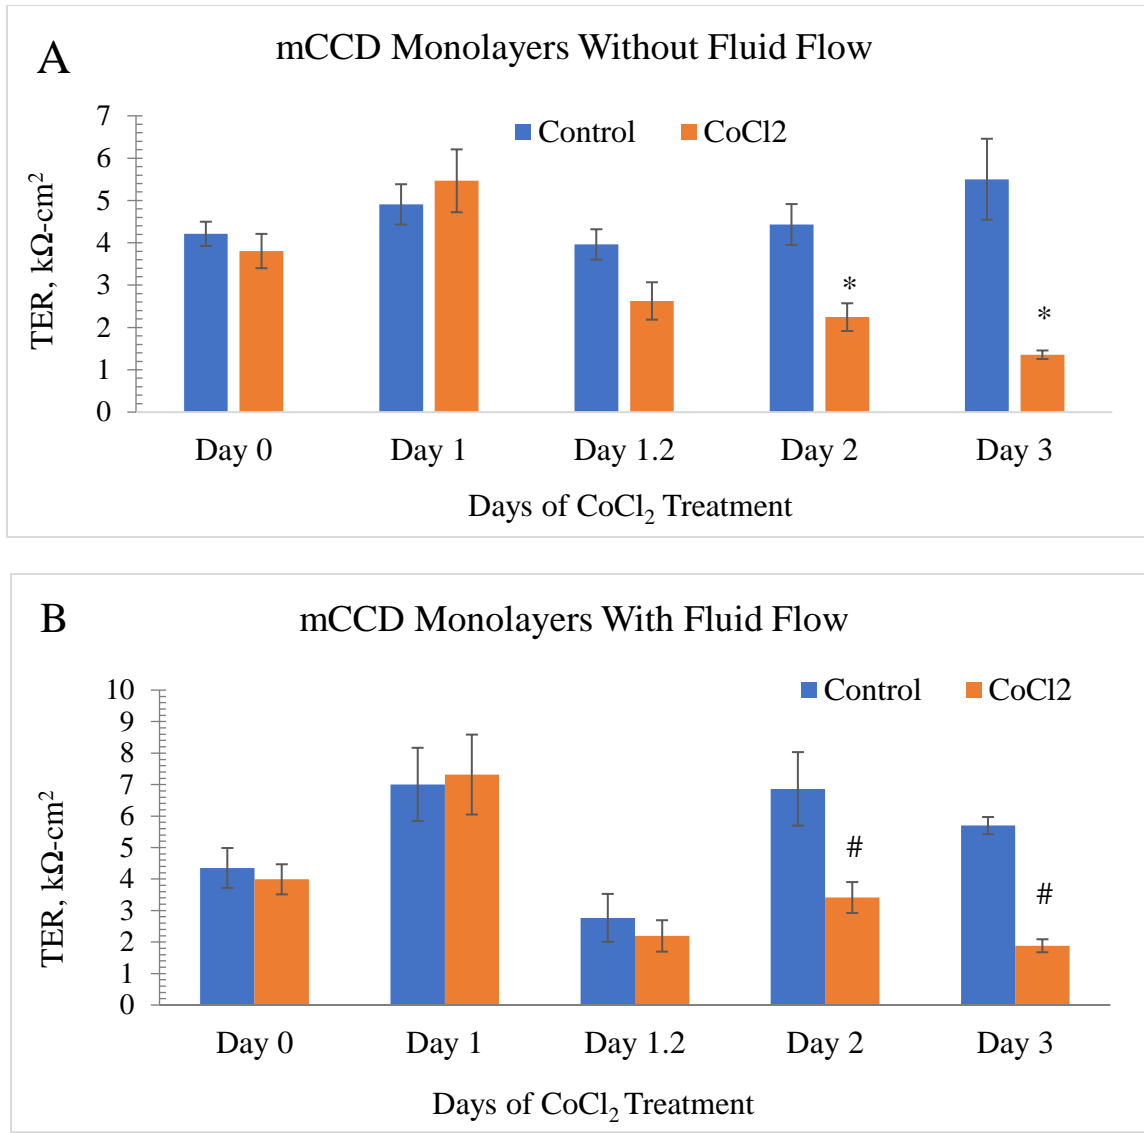 A
mCCD Monolayers Without Fluid Flow
7
6
5
4
3
2
1
0
TER, kΩ-cm²
Control
CoCl2
*
*
Day 0
Day 1
Day 1.2
Day 2
Day 3
Days of CoCl₂ Treatment
B
mCCD Monolayers With Fluid Flow
10
9
8
7
6
5
4
3
2
1
0
TER, kΩ-cm²
Control
CoCl2
#
#
Day 0
Day 1
Day 1.2
Day 2
Day 3
Days of CoCl₂ Treatment